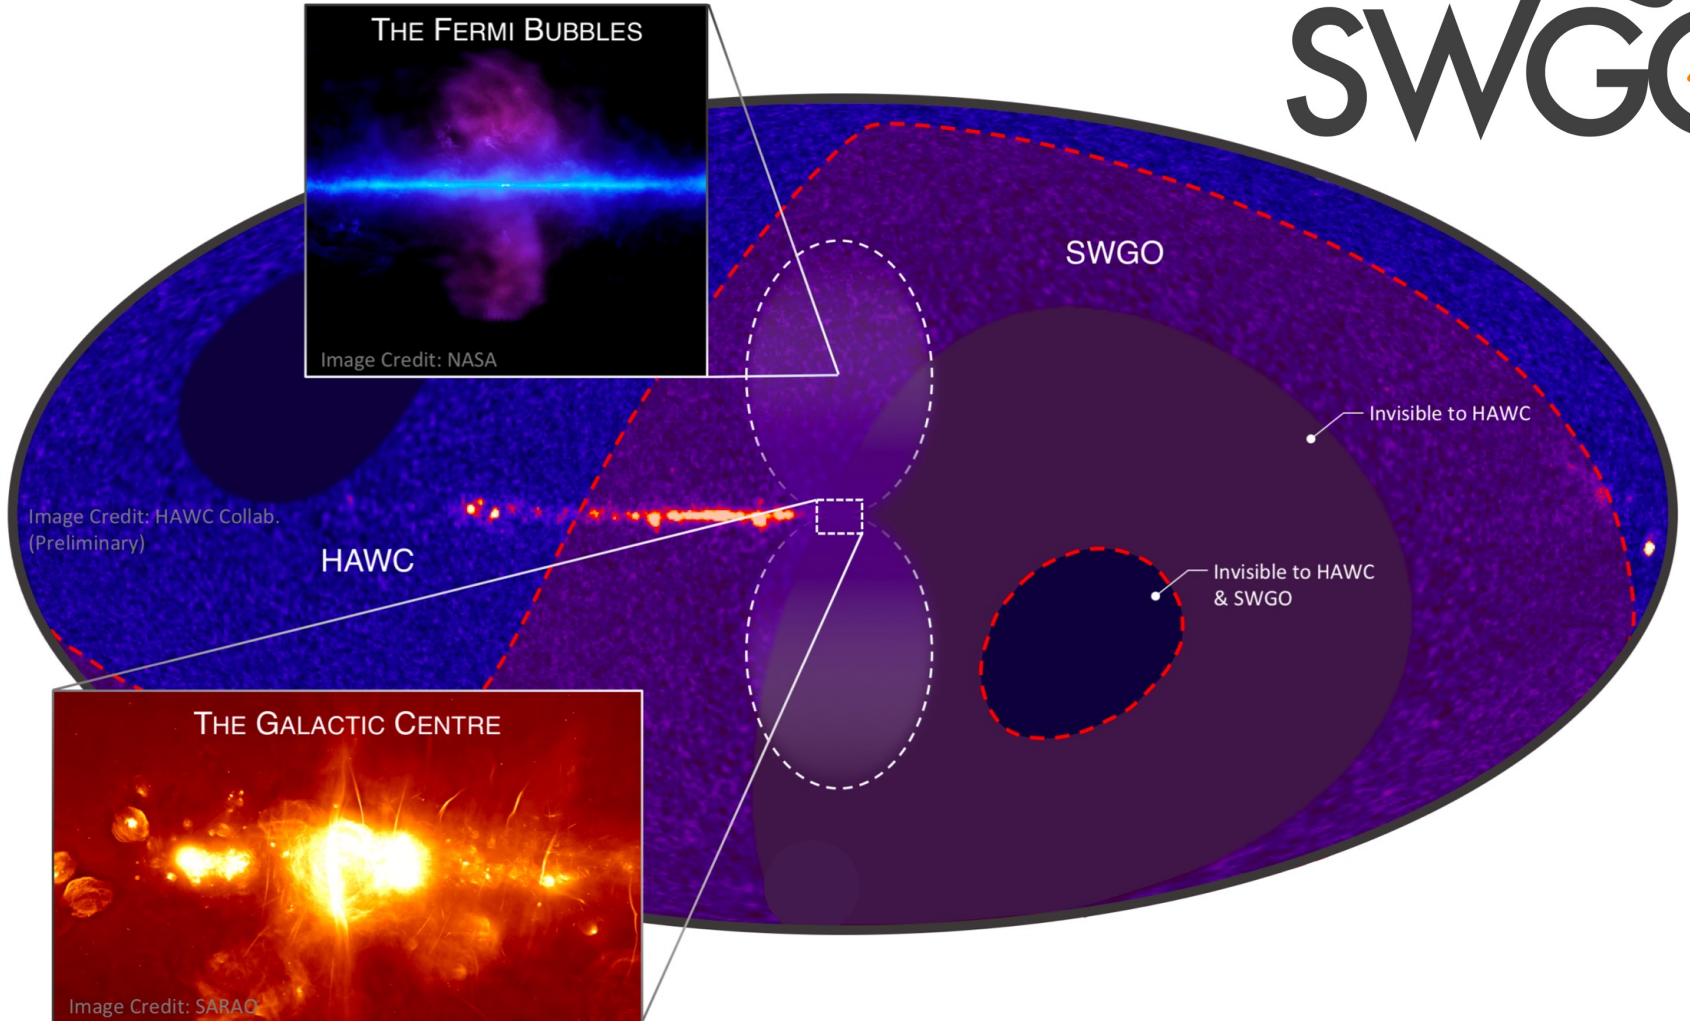 THE FERMI BUBBLES
Image Credit: NASA
SWGO
SWGO
Invisible to HAWC
Image Credit: HAWC Collab.
(Preliminary)
HAWC
Invisible to HAWC
& SWGO
THE GALACTIC CENTRE
Image Credit: SARAO